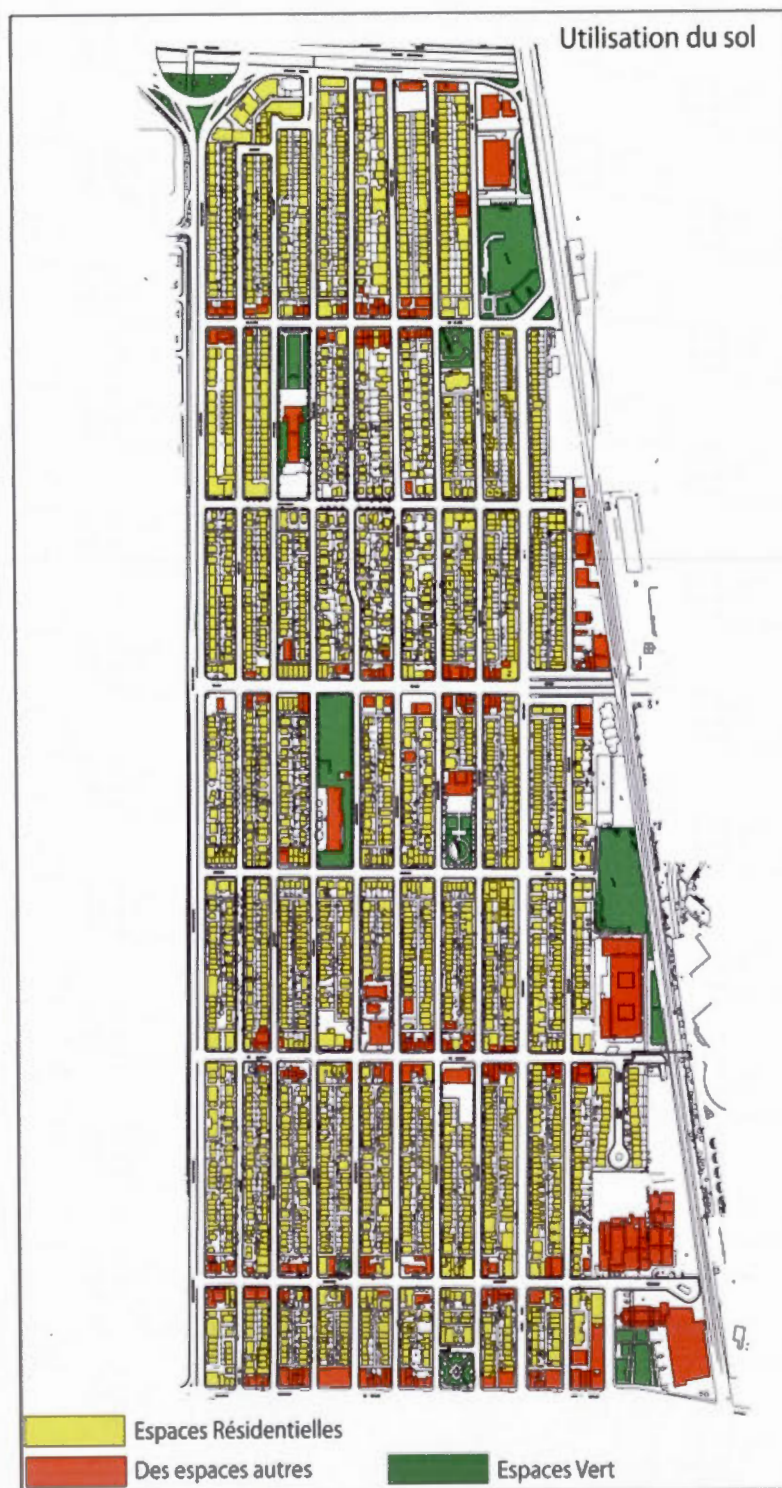 Utilisation du sol
Espaces Résidentielles
Des espaces autres
Espaces Vert